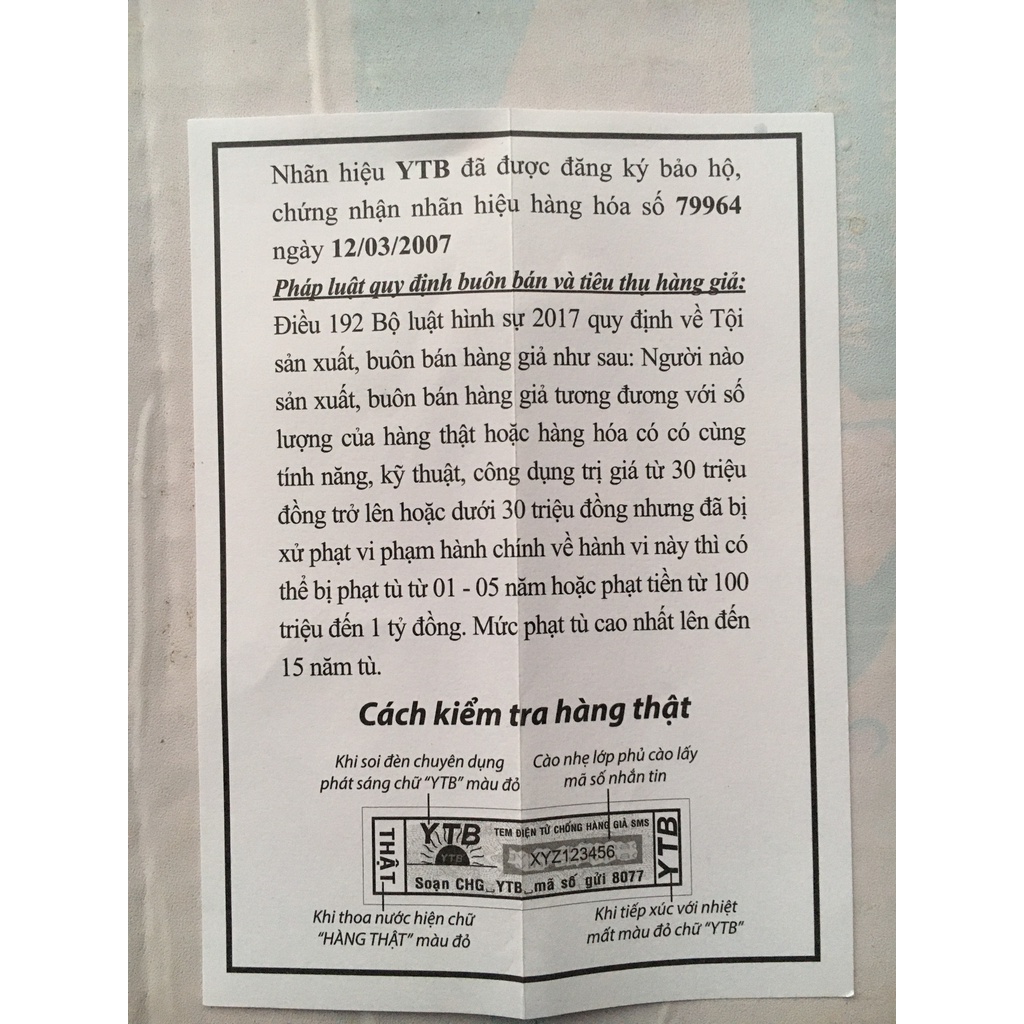 Nhãn hiệu YTB đã được đăng ký bảo hộ,
chứng nhận nhãn hiệu hàng hóa số 79964
ngày 12/03/2007
Pháp luật quy định buôn bán và tiêu thụ hàng giả:
Điều 192 Bộ luật hình sự 2017 quy định về Tội
sản xuất, buôn bán hàng giả như sau: Người nào
sản xuất, buôn bán hàng giả tương đương với số
lượng của hàng thật hoặc hàng hóa có có cùng
tính năng, kỹ thuật, công dụng trị giá từ 30 triệu
đồng trở lên hoặc dưới 30 triệu đồng nhưng đã bị
xử phạt vi phạm hành chính về hành vi này thì có
thể bị phạt tù từ 01 - 05 năm hoặc phạt tiền từ 100
triệu đến 1 tỷ đồng. Mức phạt tù cao nhất lên đến
15 năm tù.
Cách kiểm tra hàng thật
Khi soi đèn chuyên dụng
phát sáng chữ "YTB" màu đỏ
Cào nhẹ lớp phủ cào lấy
mã số nhắn tin
THẬT
YTB
YTB
TEM ĐIỆN TỬ CHỐNG HÀNG GIẢ SMS
XYZ123456
Soạn CHG_YTB_mã số gửi 8077
YTB
Khi thoa nước hiện chữ
"HÀNG THẬT" màu đỏ
Khi tiếp xúc với nhiệt
mất màu đỏ chữ "YTB"